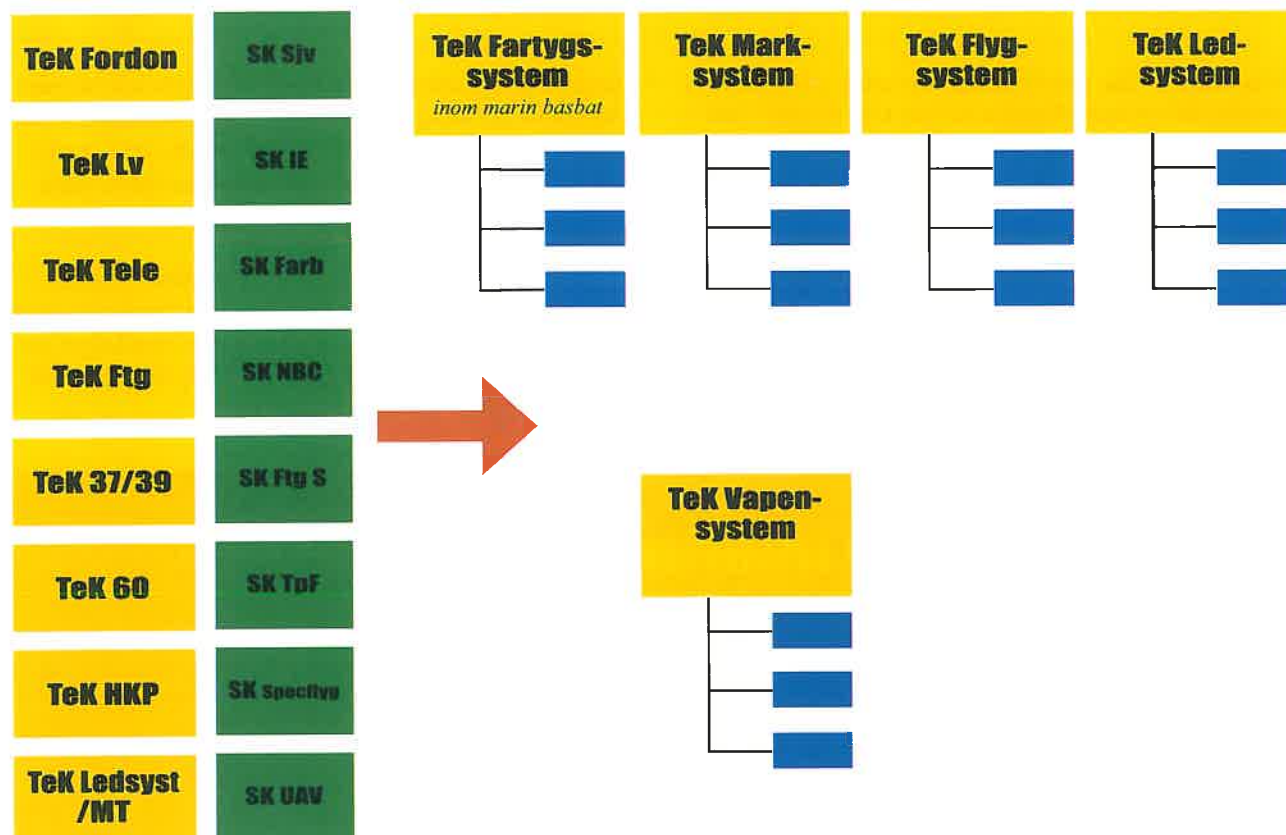 TeK Fordon
SK Sjv
TeK Lv
SK IE
TeK Tele
SK Farb
TeK Ftg
SK NBC
TeK 37/39
SK Ftg S
TeK 60
SK TpF
TeK HKP
SK Specflyg
TeK Ledsyst
/MT
SK UAV
TeK Fartygs-
system
inom marin basbat
TeK Mark-
system
TeK Flyg-
system
TeK Led-
system
TeK Vapen-
system